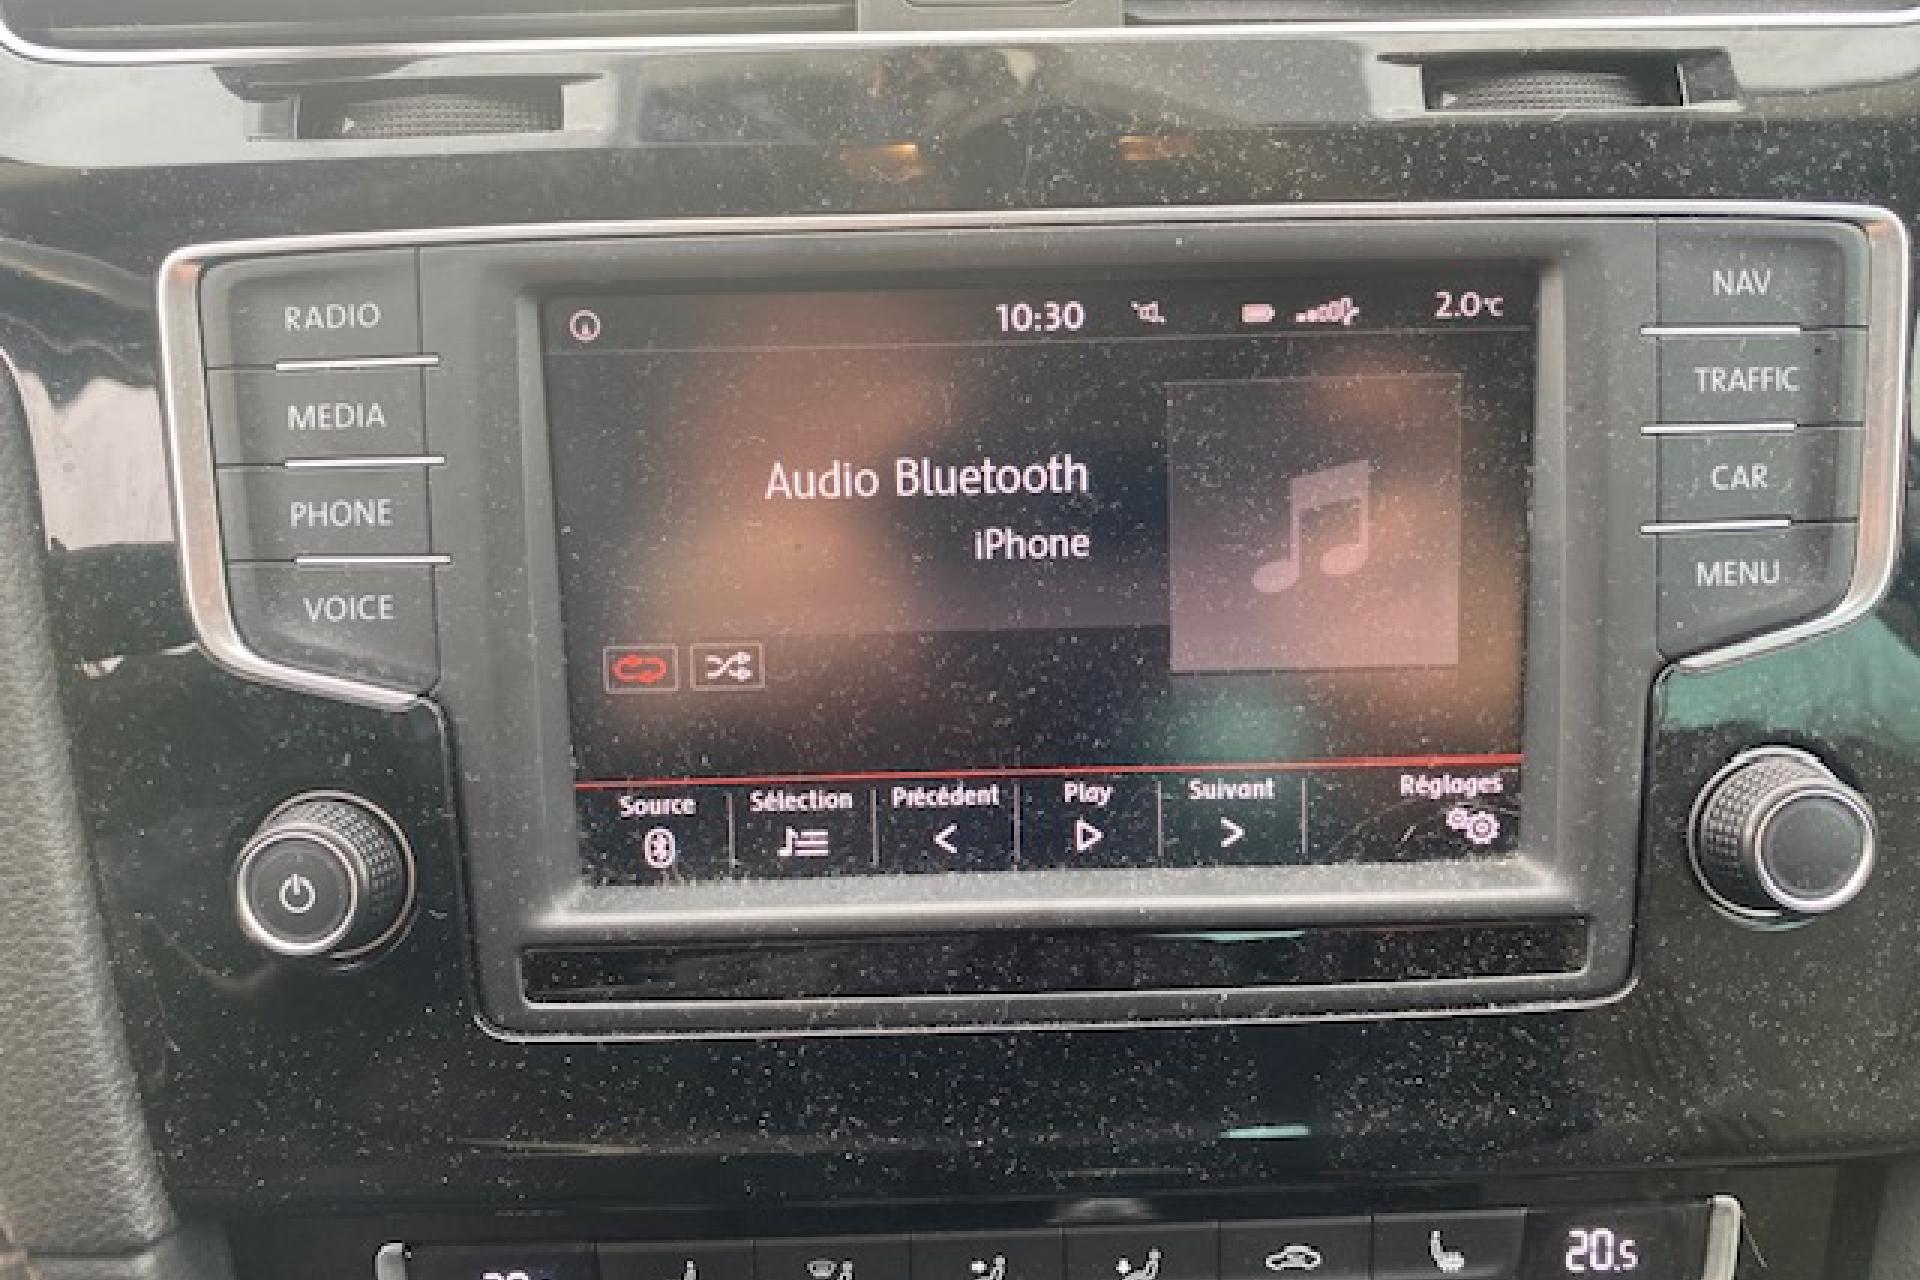 RADIO
MEDIA
PHONE
VOICE
10:30
2.0°C
Audio Bluetooth
iPhone
Source
Sélection
Précédent
Play
Suivant
Réglages
NAV
TRAFFIC
CAR
MENU
20.5